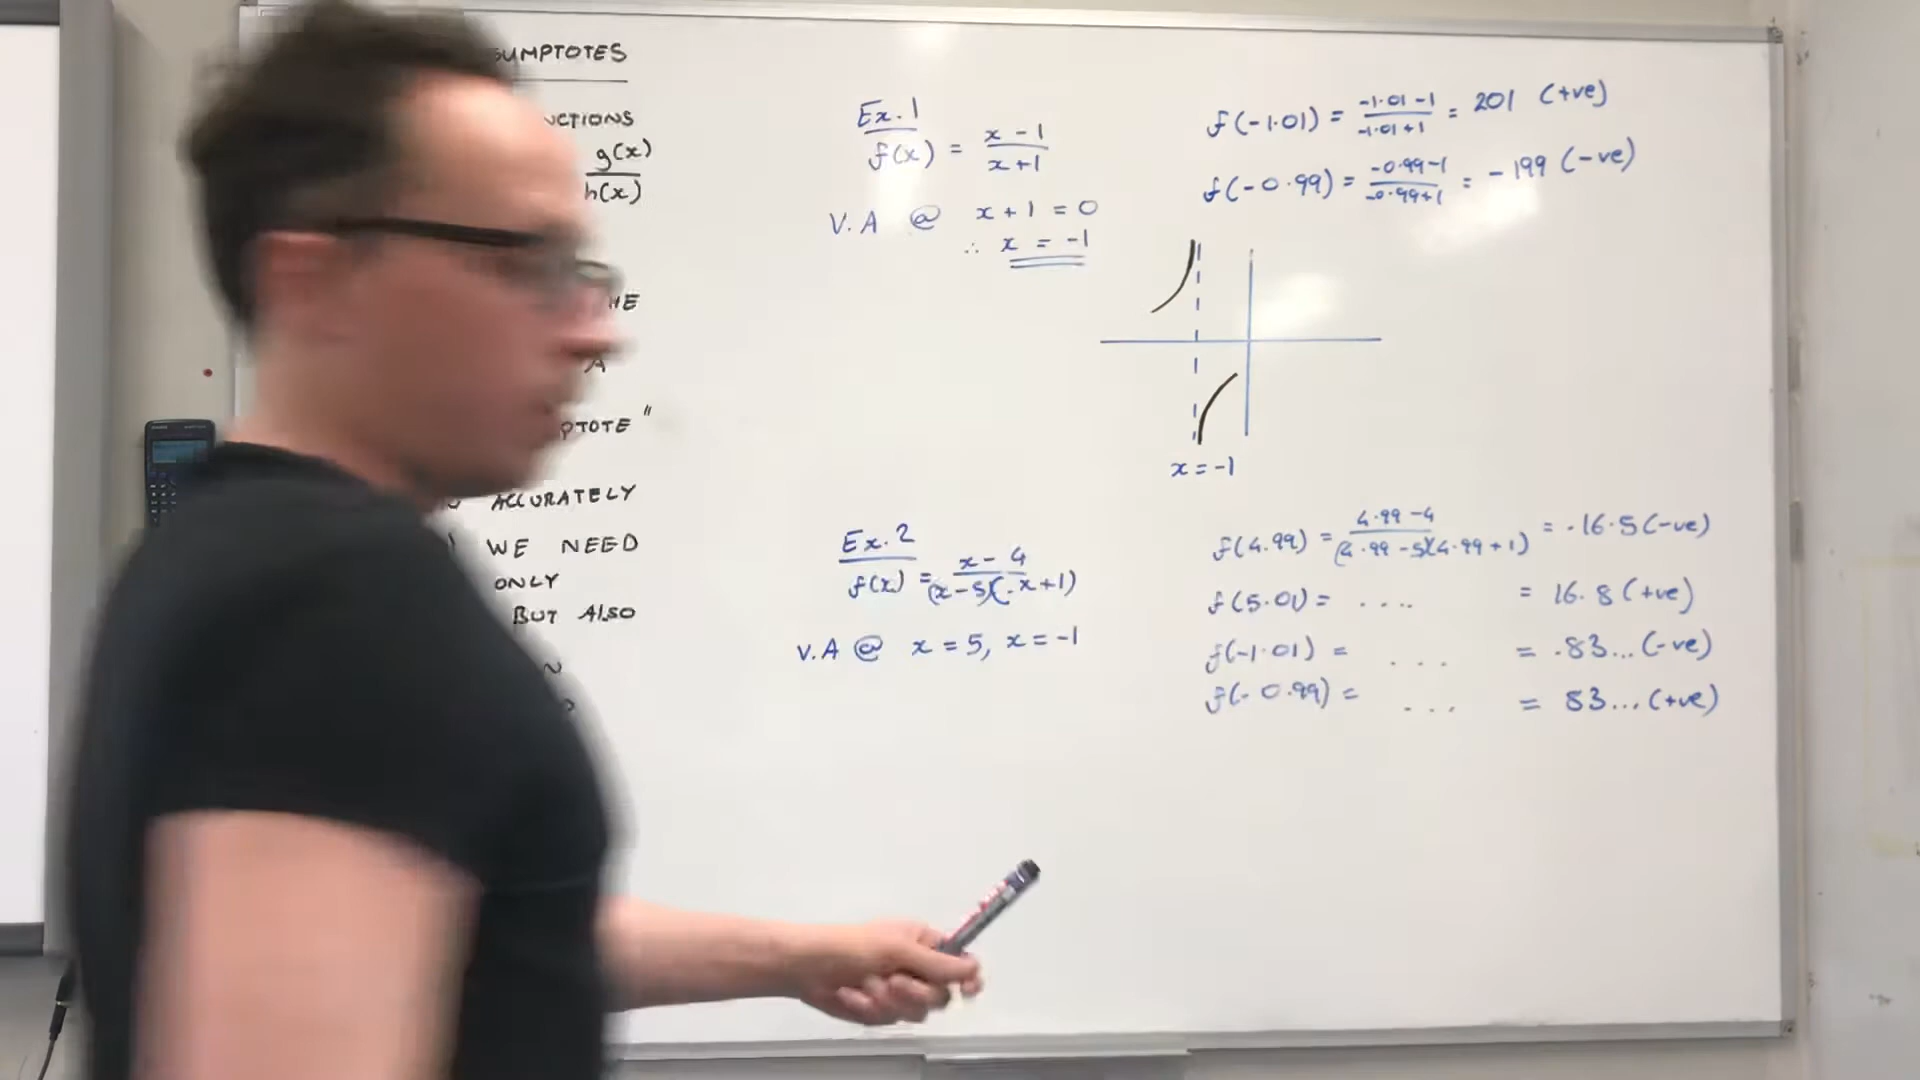 SUMPTOTES
NCTIONS
g(x)
h(x)
HE
A
PTOTE"
ACCURATELY
WE NEED
ONLY
BUT ALSO
N
Ex. 1
f(x) = x - 1 / x + 1
V. A @ x + 1 = 0
∴ x = -1
f(-1.01) = -1.01 - 1 / -1.01 + 1 = 201 (+ve)
f(-0.99) = -0.99 - 1 / -0.99 + 1 = -199 (-ve)
x = -1
Ex. 2
f(x) = x - 4 / (x - 5)(x + 1)
V. A @ x = 5, x = -1
f(4.99) = 4.99 - 4 / (4.99 - 5)(4.99 + 1) = -16.5 (-ve)
f(5.01) = .... = 16.8 (+ve)
f(-1.01) = ... = -83... (-ve)
f(-0.99) = ... = 83... (+ve)